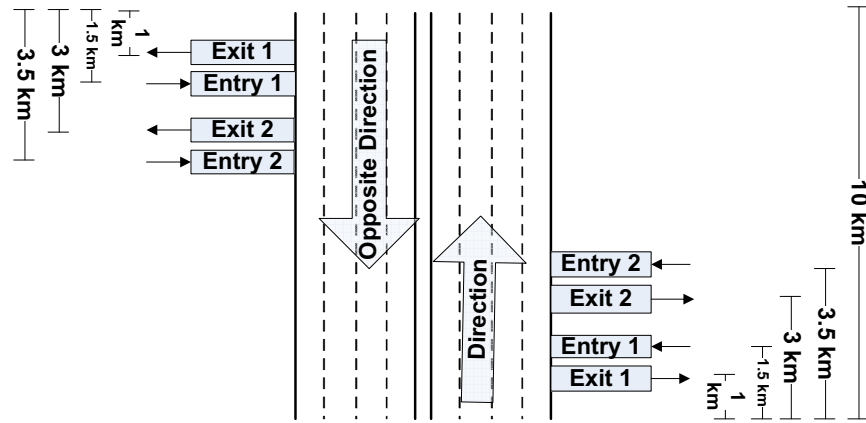 1 km
1.5 km
3 km
3.5 km
Exit 1
Entry 1
Exit 2
Entry 2
Opposite Direction
Direction
Entry 2
Exit 2
Entry 1
Exit 1
1 km
1.5 km
3 km
3.5 km
10 km